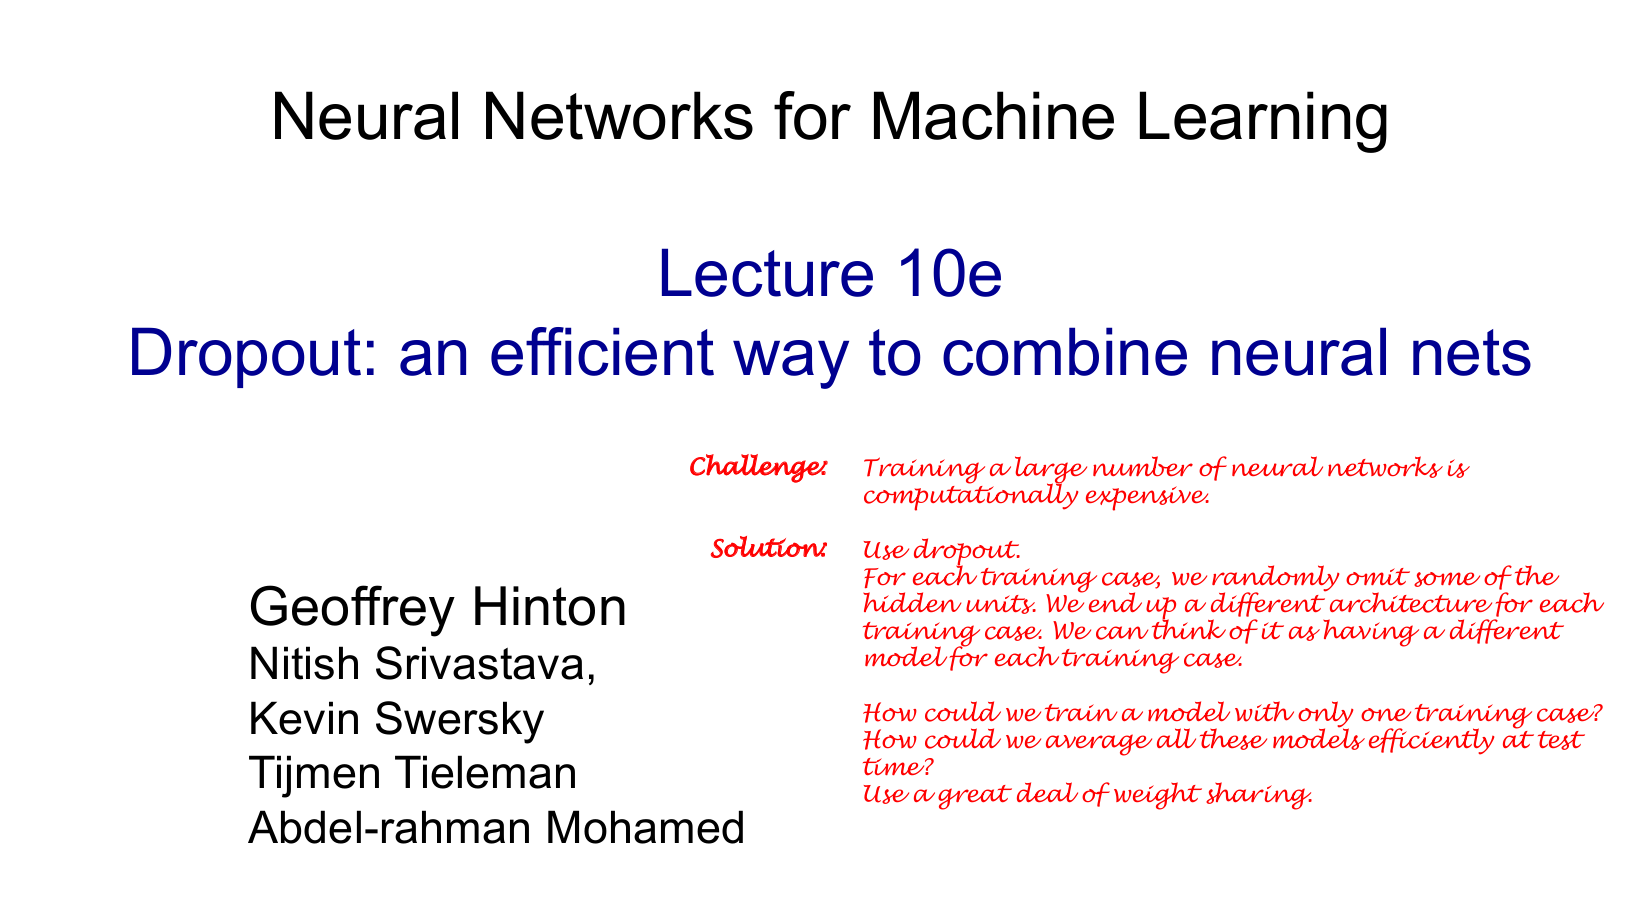 Neural Networks for Machine Learning
Lecture 10e
Dropout: an efficient way to combine neural nets
Challenge: Training a large number of neural networks is
computationally expensive.
Solution: Use dropout.
For each training case, we randomly omit some of the
hidden units. We end up a different architecture for each
training case. We can think of it as having a different
model for each training case.
How could we train a model with only one training case?
How could we average all these models efficiently at test
time?
Use a great deal of weight sharing.
Geoffrey Hinton
Nitish Srivastava,
Kevin Swersky
Tijmen Tieleman
Abdel-rahman Mohamed